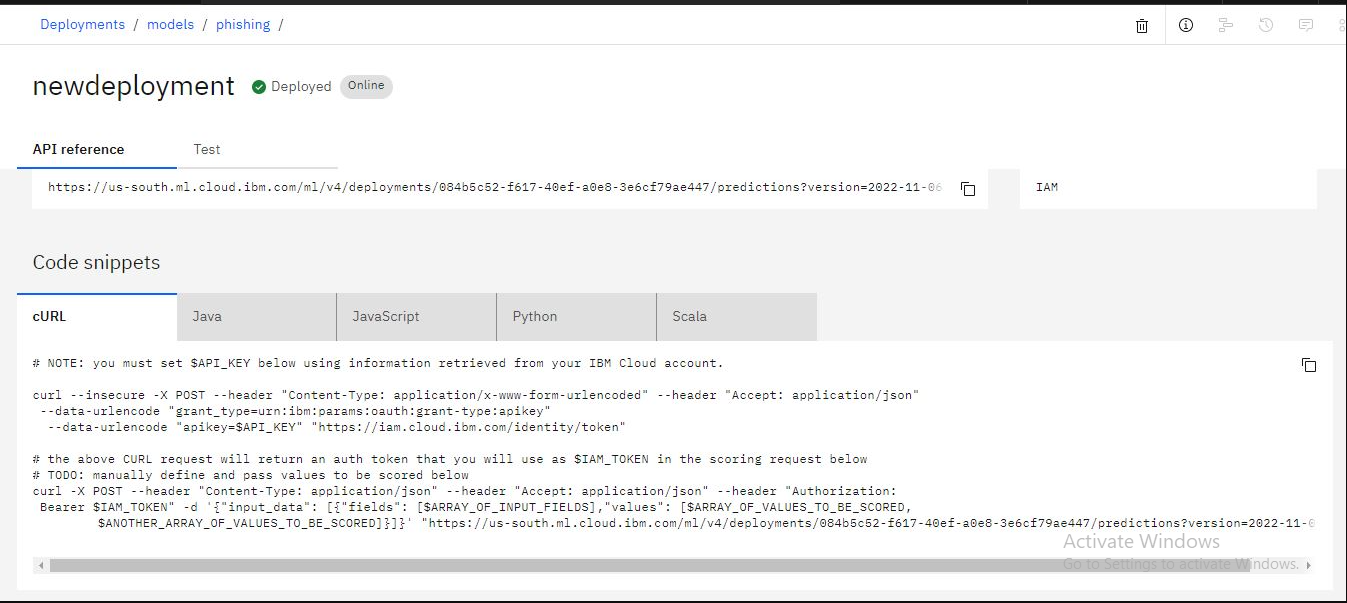 Deployments / models / phishing /
newdeployment Deployed Online
API reference Test
https://us-south.ml.cloud.ibm.com/ml/v4/deployments/084b5c52-f617-40ef-a0e8-3e6cf79ae447/predictions?version=2022-11-06 IAM
Code snippets
cURL Java JavaScript Python Scala
# NOTE: you must set $API_KEY below using information retrieved from your IBM Cloud account.
curl --insecure -X POST --header "Content-Type: application/x-www-form-urlencoded" --header "Accept: application/json"
--data-urlencode "grant_type=urn:ibm:params:oauth:grant-type:apikey"
--data-urlencode "apikey=$API_KEY" "https://iam.cloud.ibm.com/identity/token"
# the above CURL request will return an auth token that you will use as $IAM_TOKEN in the scoring request below
# TODO: manually define and pass values to be scored below
curl -X POST --header "Content-Type: application/json" --header "Accept: application/json" --header "Authorization:
Bearer $IAM_TOKEN" -d '{"input_data": [{"fields": [$ARRAY_OF_INPUT_FIELDS],"values": [$ARRAY_OF_VALUES_TO_BE_SCORED,
$ANOTHER_ARRAY_OF_VALUES_TO_BE_SCORED]}]}' "https://us-south.ml.cloud.ibm.com/ml/v4/deployments/084b5c52-f617-40ef-a0e8-3e6cf79ae447/predictions?version=2022-11-0
Activate Windows
Go to Settings to activate Windows.